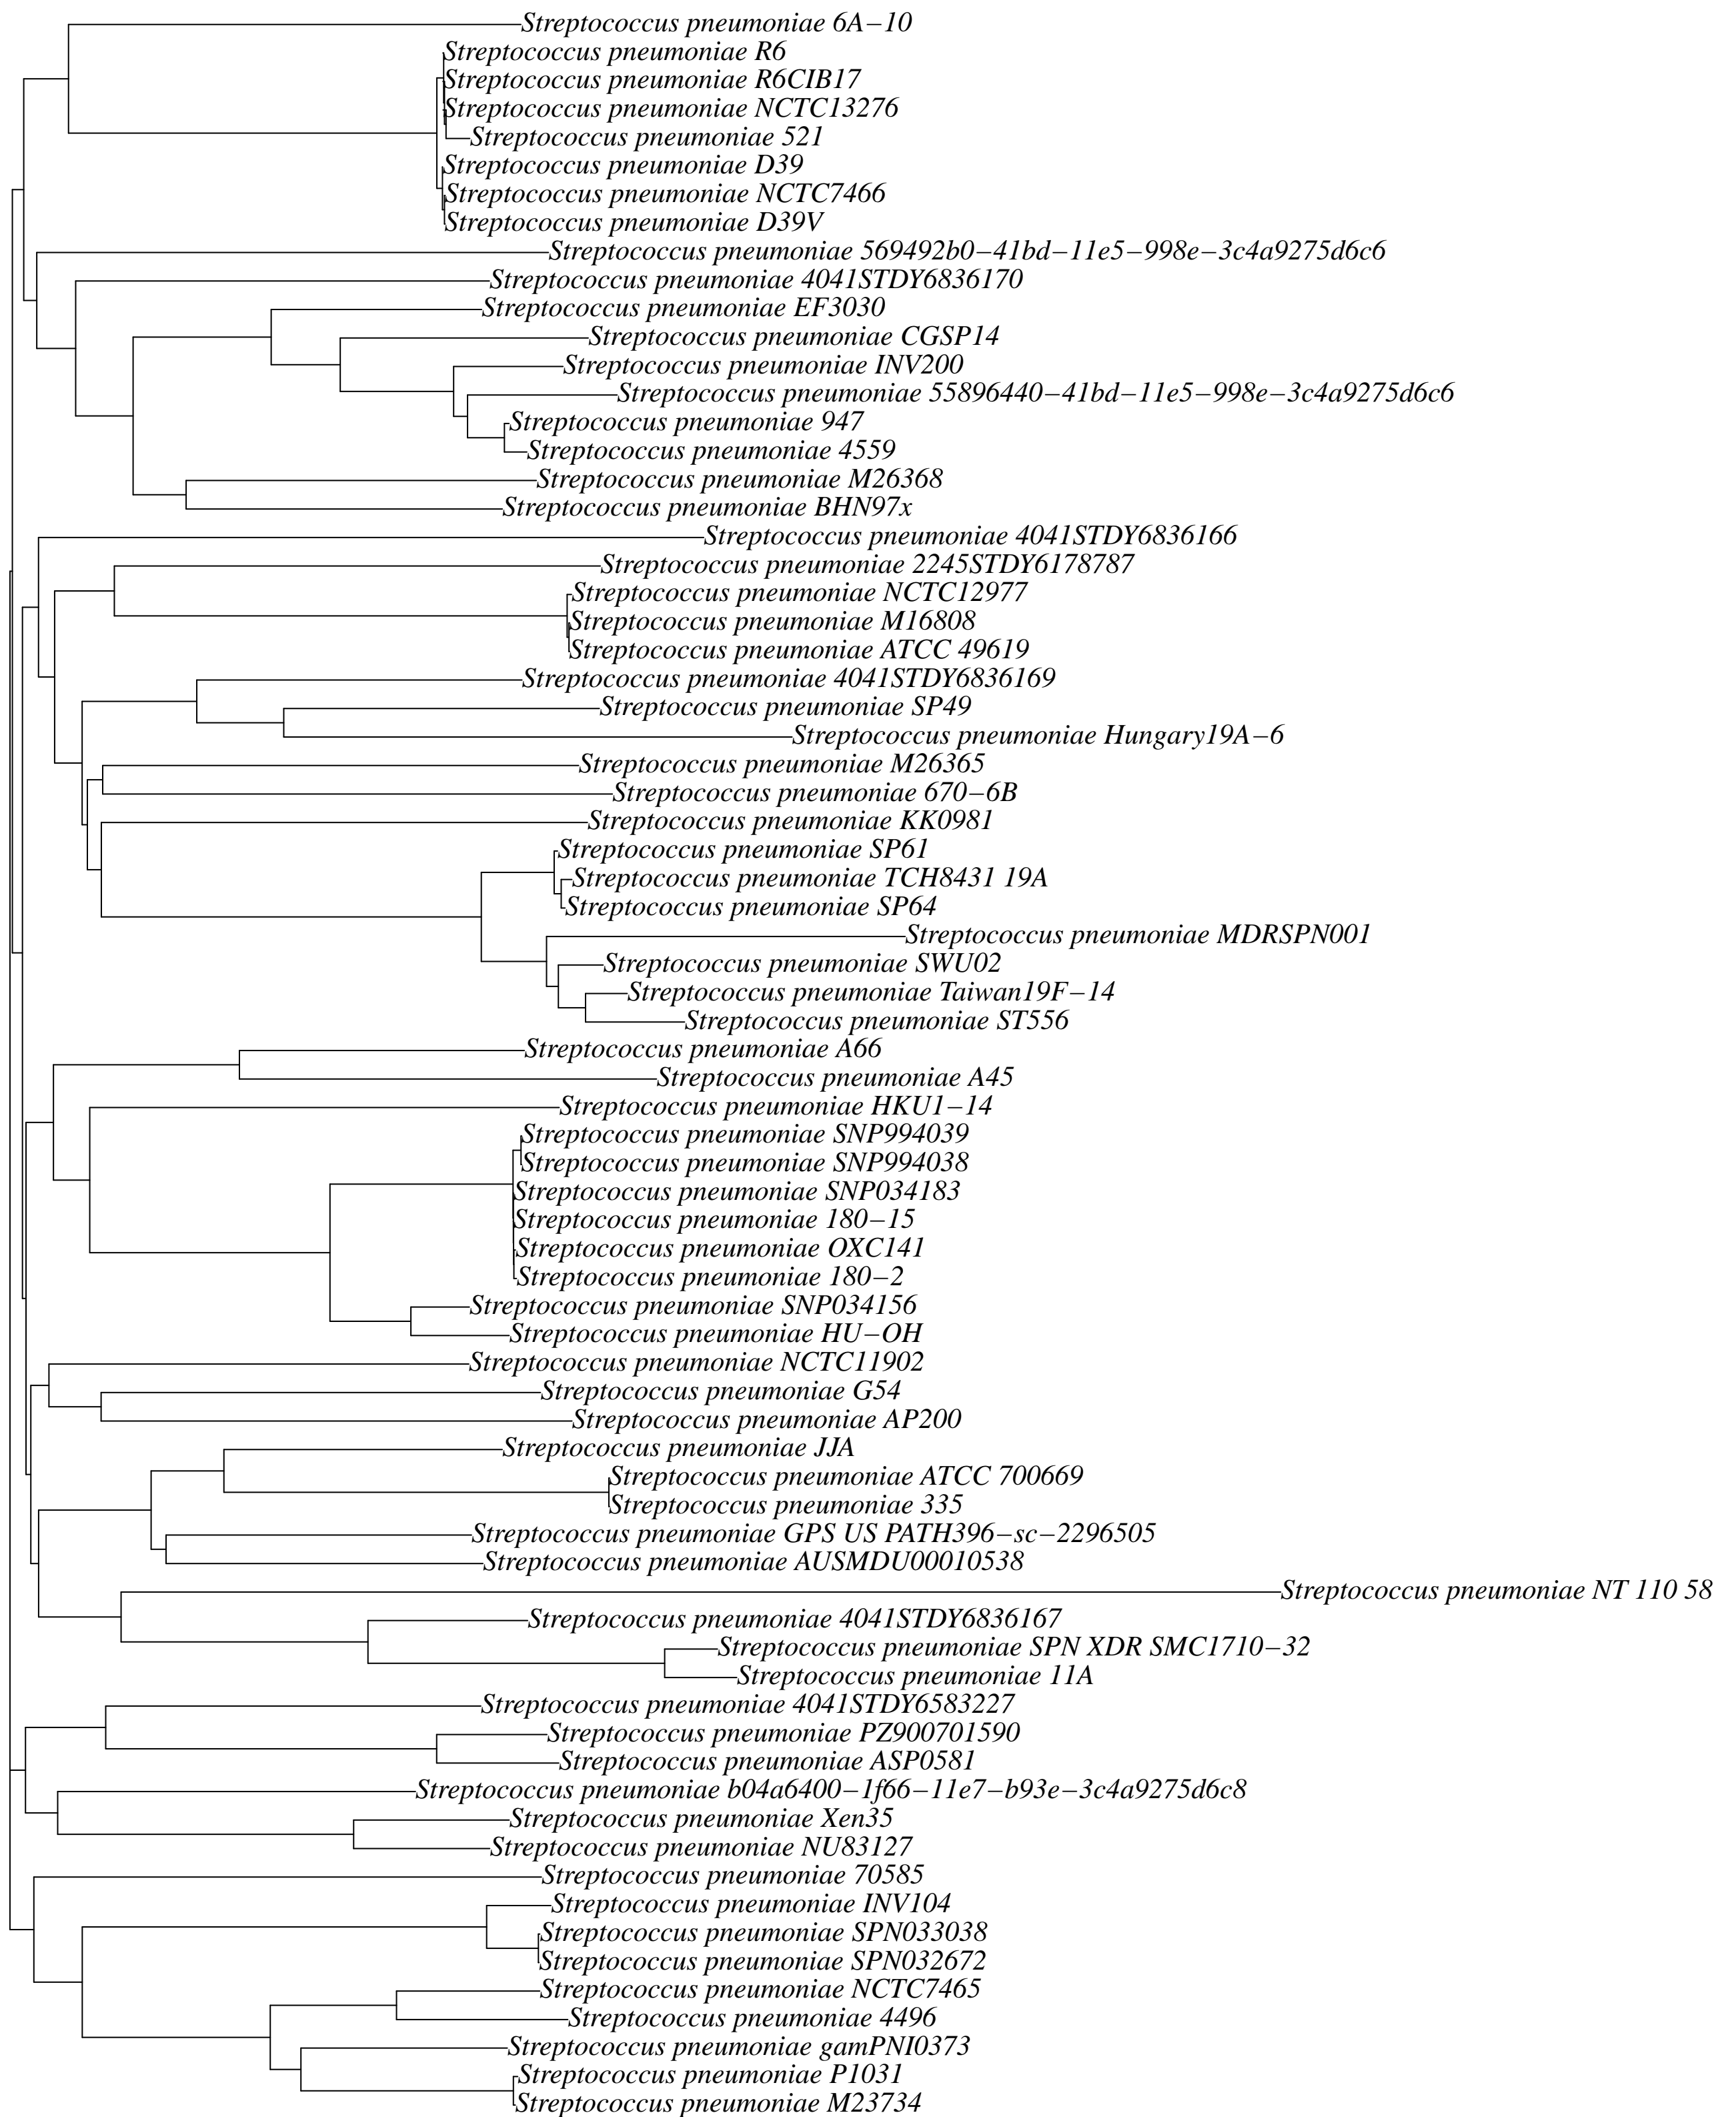 Streptococcus pneumoniae 6A−10
Streptococcus pneumoniae R6
Streptococcus pneumoniae R6CIB17
Streptococcus pneumoniae NCTC13276
Streptococcus pneumoniae 521
Streptococcus pneumoniae D39
Streptococcus pneumoniae NCTC7466
Streptococcus pneumoniae D39V
Streptococcus pneumoniae 569492b0−41bd−11e5−998e−3c4a9275d6c6
Streptococcus pneumoniae 4041STDY6836170
Streptococcus pneumoniae EF3030
Streptococcus pneumoniae CGSP14
Streptococcus pneumoniae INV200
Streptococcus pneumoniae 55896440−41bd−11e5−998e−3c4a9275d6c6
Streptococcus pneumoniae 947
Streptococcus pneumoniae 4559
Streptococcus pneumoniae M26368
Streptococcus pneumoniae BHN97x
Streptococcus pneumoniae 4041STDY6836166
Streptococcus pneumoniae 2245STDY6178787
Streptococcus pneumoniae NCTC12977
Streptococcus pneumoniae M16808
Streptococcus pneumoniae ATCC 49619
Streptococcus pneumoniae 4041STDY6836169
Streptococcus pneumoniae SP49
Streptococcus pneumoniae Hungary19A−6
Streptococcus pneumoniae M26365
Streptococcus pneumoniae 670−6B
Streptococcus pneumoniae KK0981
Streptococcus pneumoniae SP61
Streptococcus pneumoniae TCH8431 19A
Streptococcus pneumoniae SP64
Streptococcus pneumoniae MDRSPN001
Streptococcus pneumoniae SWU02
Streptococcus pneumoniae Taiwan19F−14
Streptococcus pneumoniae ST556
Streptococcus pneumoniae A66
Streptococcus pneumoniae A45
Streptococcus pneumoniae HKU1−14
Streptococcus pneumoniae SNP994039
Streptococcus pneumoniae SNP994038
Streptococcus pneumoniae SNP034183
Streptococcus pneumoniae 180−15
Streptococcus pneumoniae OXC141
Streptococcus pneumoniae 180−2
Streptococcus pneumoniae SNP034156
Streptococcus pneumoniae HU−OH
Streptococcus pneumoniae NCTC11902
Streptococcus pneumoniae G54
Streptococcus pneumoniae AP200
Streptococcus pneumoniae JJA
Streptococcus pneumoniae ATCC 700669
Streptococcus pneumoniae 335
Streptococcus pneumoniae GPS US PATH396−sc−2296505
Streptococcus pneumoniae AUSMDU00010538
Streptococcus pneumoniae NT 110 58
Streptococcus pneumoniae 4041STDY6836167
Streptococcus pneumoniae SPN XDR SMC1710−32
Streptococcus pneumoniae 11A
Streptococcus pneumoniae 4041STDY6583227
Streptococcus pneumoniae PZ900701590
Streptococcus pneumoniae ASP0581
Streptococcus pneumoniae b04a6400−1f66−11e7−b93e−3c4a9275d6c8
Streptococcus pneumoniae Xen35
Streptococcus pneumoniae NU83127
Streptococcus pneumoniae 70585
Streptococcus pneumoniae INV104
Streptococcus pneumoniae SPN033038
Streptococcus pneumoniae SPN032672
Streptococcus pneumoniae NCTC7465
Streptococcus pneumoniae 4496
Streptococcus pneumoniae gamPNI0373
Streptococcus pneumoniae P1031
Streptococcus pneumoniae M23734